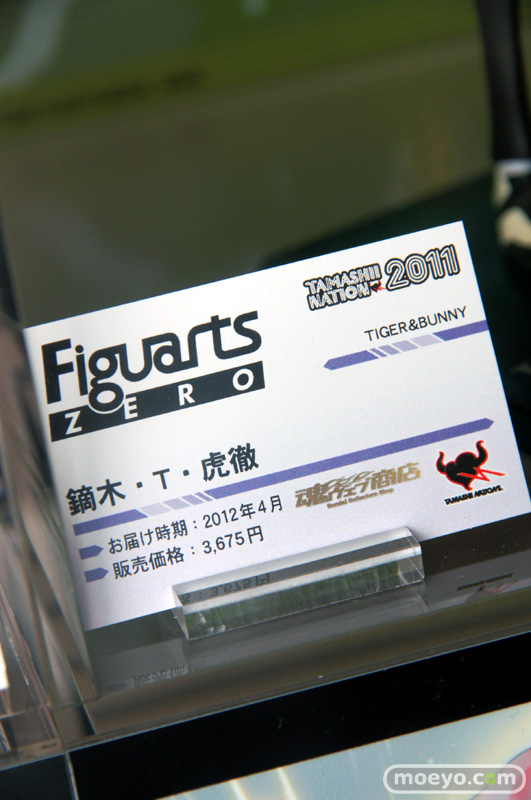 TAMASHII NATION 2011
TIGER&BUNNY
Figuarts
ZERO
鏑木・T・虎徹
お届け時期：2012年4月
販売価格：3,675円
魂ウェブ商店
TAMASHII NATIONS
moeyo.com